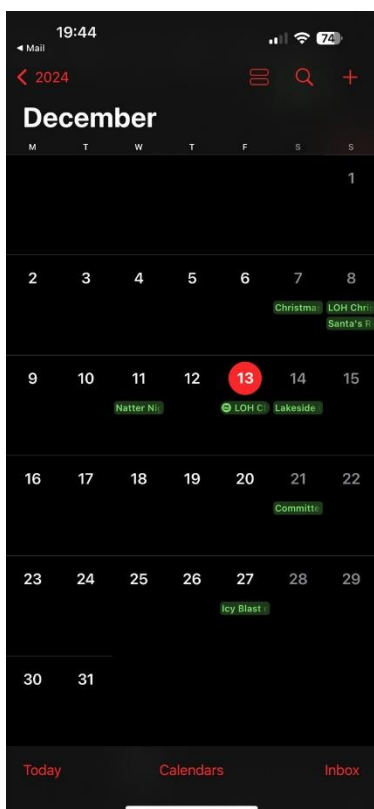 19:44
74
◀ Mail
2024
December
M T W T F S S
1
2 3 4 5 6 7 8
Christma LOH Chri
Santa's R
9 10 11 12 13 14 15
Natter Nig LOH C Lakeside
16 17 18 19 20 21 22
Committe
23 24 25 26 27 28 29
Icy Blast
30 31
Today Calendars Inbox